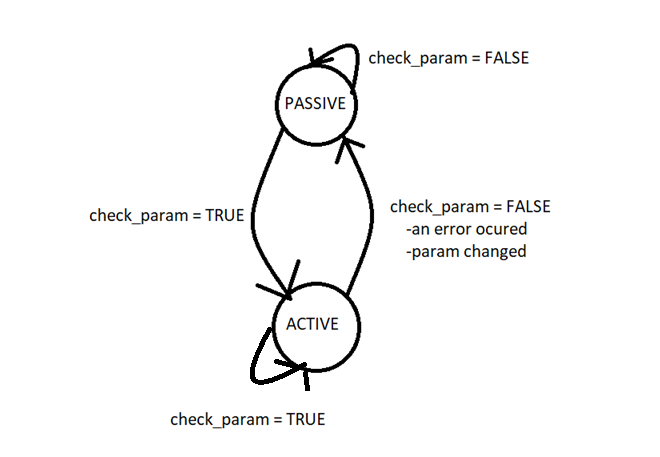 check_param = FALSE
PASSIVE
check_param = TRUE
check_param = FALSE
-an error ocured
-param changed
ACTIVE
check_param = TRUE